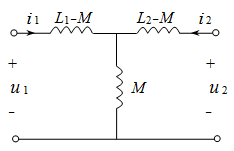 i1 L1-M L2-M i2
+ +
u1 M u2
- -